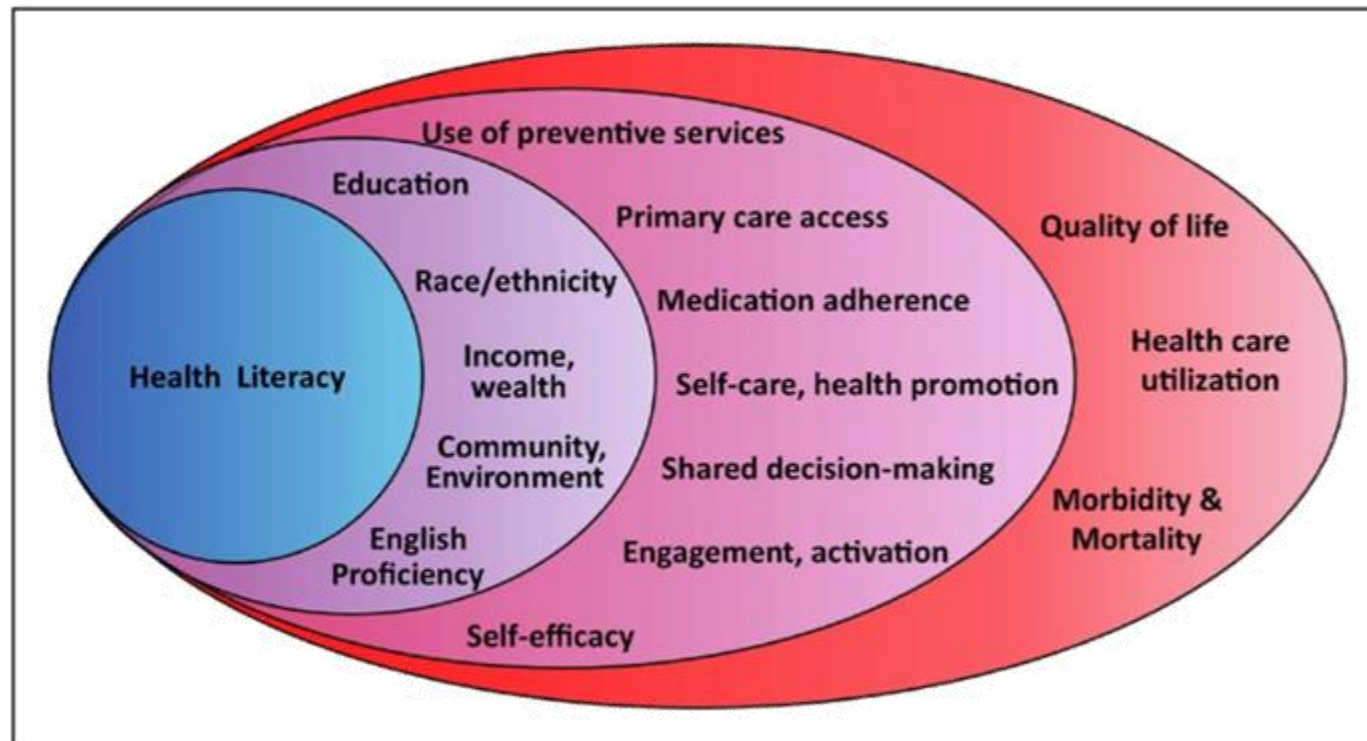 Health Literacy
Education
Race/ethnicity
Income,
wealth
Community,
Environment
English
Proficiency
Use of preventive services
Primary care access
Medication adherence
Self-care, health promotion
Shared decision-making
Engagement, activation
Self-efficacy
Quality of life
Health care
utilization
Morbidity &
Mortality